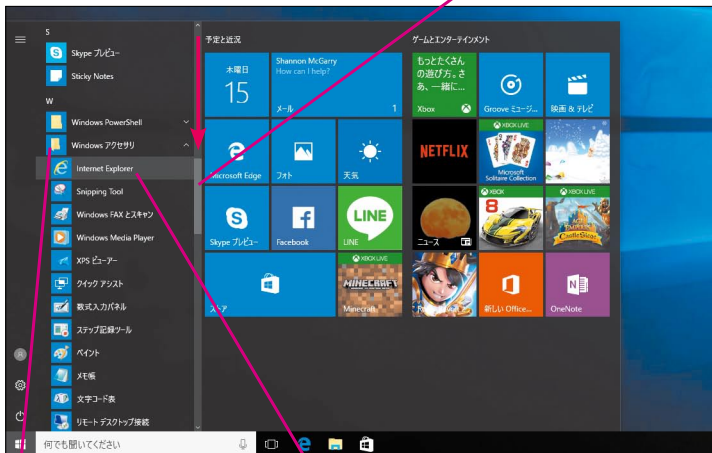 S
Skype プレビュー
Sticky Notes
W
Windows PowerShell
Windows アクセサリ
Internet Explorer
Snipping Tool
Windows FAX とスキャン
Windows Media Player
XPS ビューアー
クイック アシスト
数式入力パネル
ステップ記録ツール
ペイント
メモ帳
文字コード表
リモート デスクトップ接続
何でも聞いてください
予定と近況
木曜日
15
Shannon McGarry
How can I help?
メール
1
Microsoft Edge
フォト
天気
Skype プレビュー
Facebook
LINE
LINE
ストア
XBOX LIVE
MINECRAFT
Minecraft
ゲームとエンターテインメント
もっとたくさん
の遊び方。さ
あ、一緒に...
Xbox
Groove ミュージ...
映画 & テレビ
NETFLIX
XBOX LIVE
Microsoft
Solitaire Collection
ニュース
XBOX
8
XBOX LIVE
Castle Siege
新しい Office...
N
OneNote